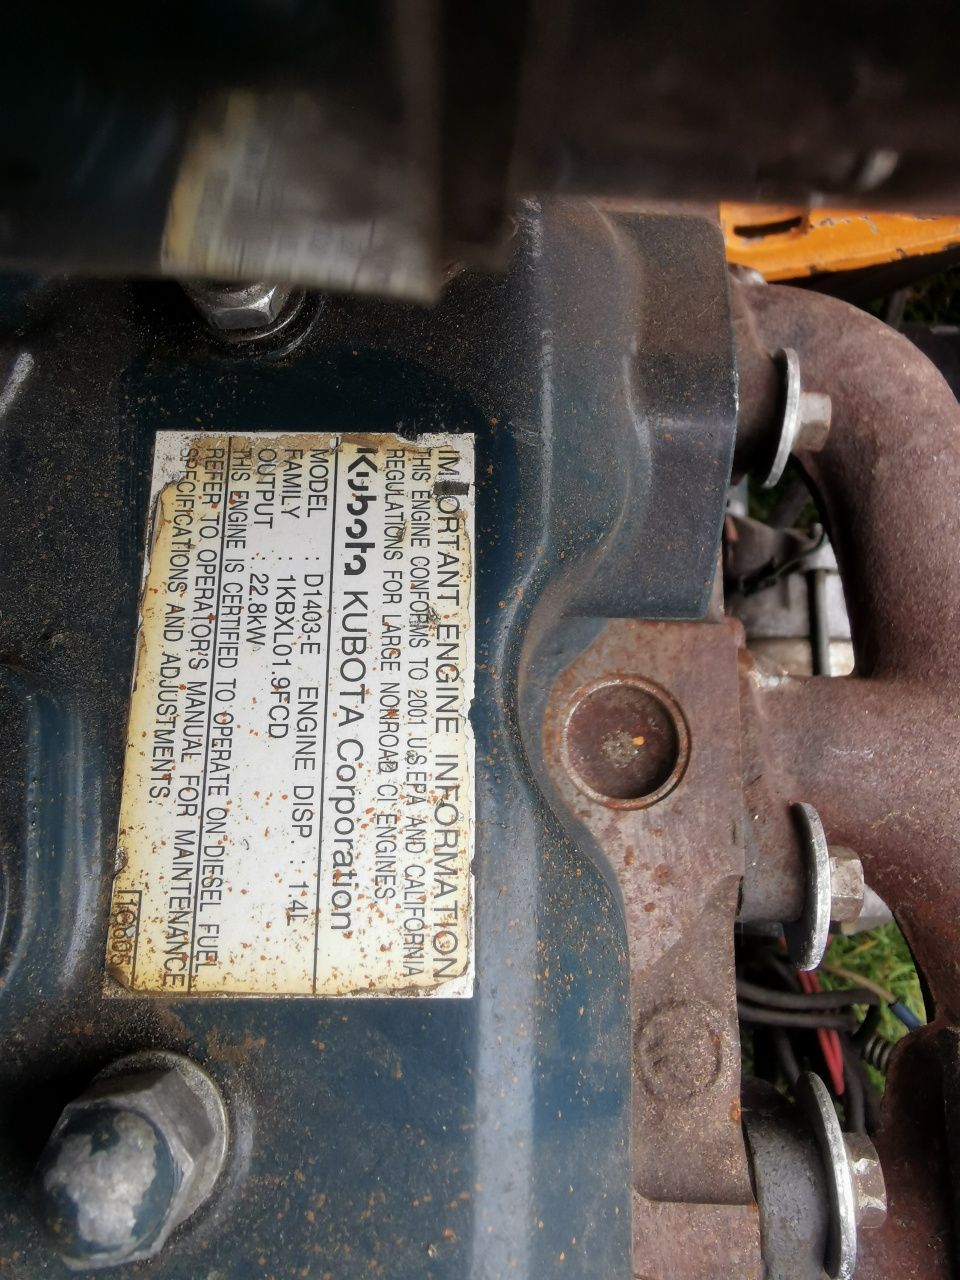 IMPORTANT ENGINE INFORMATION
THIS ENGINE CONFORMS TO 2001 U.S.EPA AND CALIFORNIA
REGULATIONS FOR LARGE NONROAD CI ENGINES
Kubota KUBOTA Corporation
MODEL : D1403-E ENGINE DISP. : 1.4L
FAMILY : 1KBXL01.9FCD
OUTPUT : 22.8kW
THIS ENGINE IS CERTIFIED TO OPERATE ON DIESEL FUEL
REFER TO OPERATOR'S MANUAL FOR MAINTENANCE
SPECIFICATIONS AND ADJUSTMENTS.